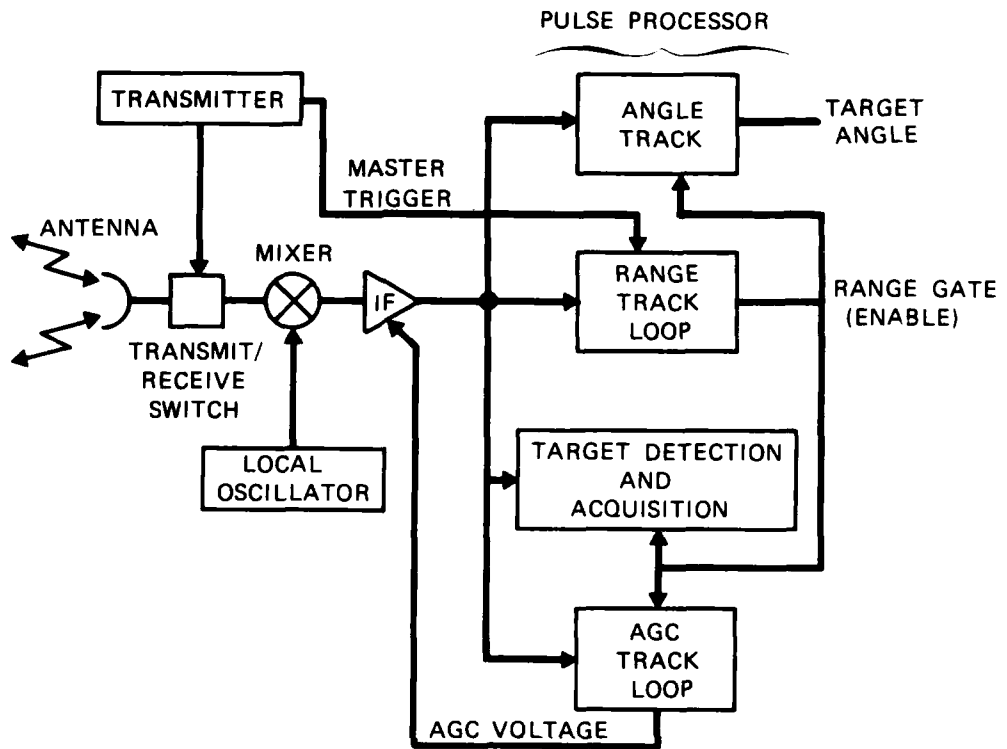 PULSE PROCESSOR
TRANSMITTER
ANGLE
TRACK
TARGET
ANGLE
MASTER
TRIGGER
ANTENNA
MIXER
IF
RANGE
TRACK
LOOP
RANGE GATE
(ENABLE)
TRANSMIT/
RECEIVE
SWITCH
LOCAL
OSCILLATOR
TARGET DETECTION
AND
ACQUISITION
AGC
TRACK
LOOP
AGC VOLTAGE